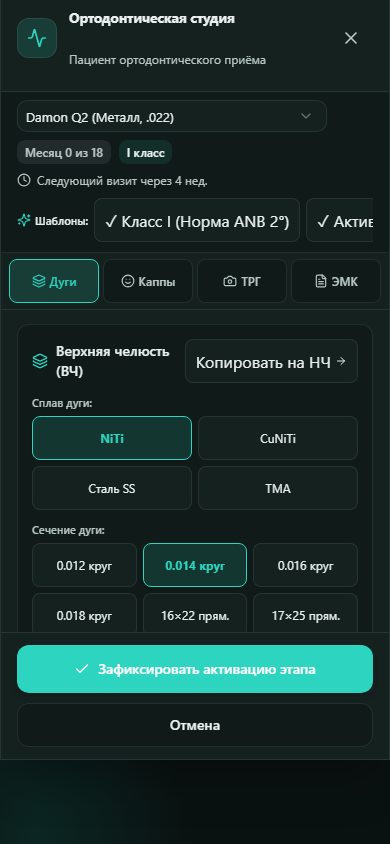 Ортодонтическая студия
Пациент ортодонтического приёма
Damon Q2 (Металл, .022)
Месяц 0 из 18 I класс
Следующий визит через 4 нед.
Шаблоны: ✓ Класс I (Норма ANB 2°) ✓ Актив
Дуги Каппы ТРГ ЭМК
Верхняя челюсть
(ВЧ)
Копировать на НЧ →
Сплав дуги:
NiTi CuNiTi
Сталь SS TMA
Сечение дуги:
0.012 круг 0.014 круг 0.016 круг
0.018 круг 16×22 прям. 17×25 прям.
Зафиксировать активацию этапа
Отмена